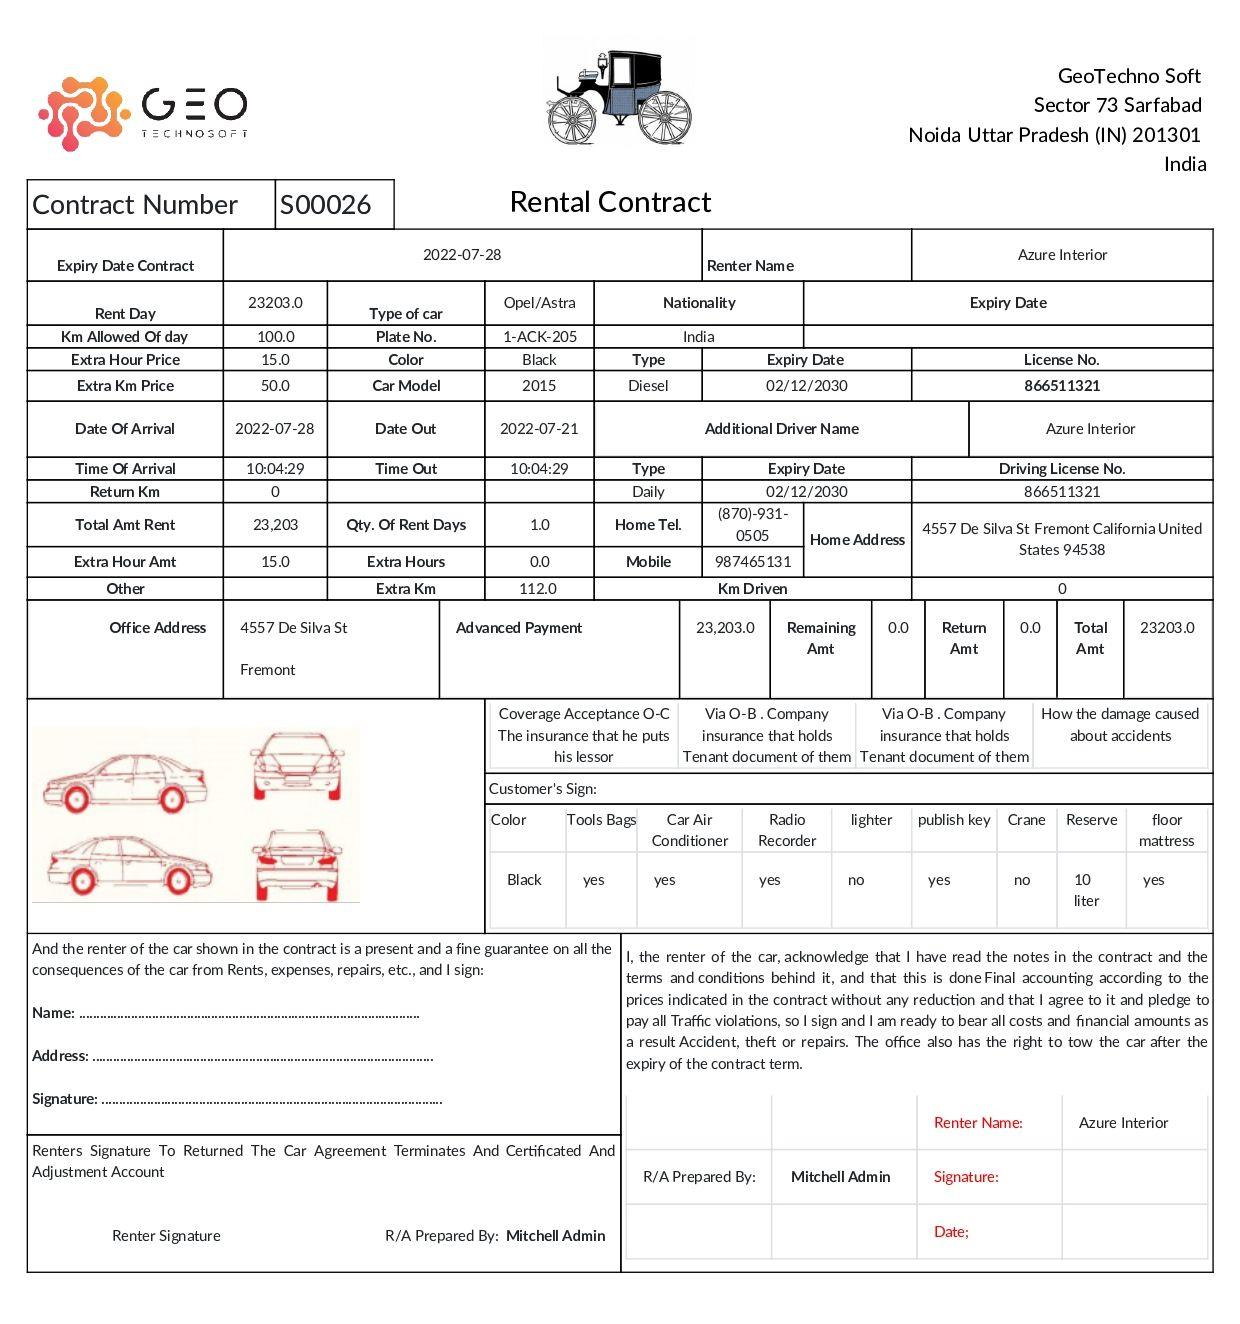 GEO
TECHNOSOFT
GeoTechno Soft
Sector 73 Sarfabad
Noida Uttar Pradesh (IN) 201301
India
Contract Number S00026
Rental Contract
Expiry Date Contract 2022-07-28 Renter Name Azure Interior
Rent Day 23203.0 Type of car Opel/Astra Nationality Expiry Date
Km Allowed Of day 100.0 Plate No. 1-ACK-205 India
Extra Hour Price 15.0 Color Black Type Expiry Date License No.
Extra Km Price 50.0 Car Model 2015 Diesel 02/12/2030 866511321
Date Of Arrival 2022-07-28 Date Out 2022-07-21 Additional Driver Name Azure Interior
Time Of Arrival 10:04:29 Time Out 10:04:29 Type Expiry Date Driving License No.
Return Km 0 Daily 02/12/2030 866511321
Total Amt Rent 23,203 Qty. Of Rent Days 1.0 Home Tel. (870)-931-
0505
Home Address 4557 De Silva St Fremont California United
States 94538
Extra Hour Amt 15.0 Extra Hours 0.0 Mobile 987465131
Other Extra Km 112.0 Km Driven 0
Office Address 4557 De Silva St
Fremont
Advanced Payment 23,203.0 Remaining
Amt
0.0 Return
Amt
0.0 Total
Amt
23203.0
Coverage Acceptance O-C
The insurance that he puts
his lessor
Via O-B . Company
insurance that holds
Tenant document of them
Via O-B . Company
insurance that holds
Tenant document of them
How the damage caused
about accidents
Customer's Sign:
Color Tools Bags Car Air
Conditioner
Radio
Recorder
lighter publish key Crane Reserve floor
mattress
Black yes yes yes no yes no 10
liter
yes
And the renter of the car shown in the contract is a present and a fine guarantee on all the
consequences of the car from Rents, expenses, repairs, etc., and I sign:
Name: ....................................................................................
Address: ....................................................................................
Signature: ....................................................................................
I, the renter of the car, acknowledge that I have read the notes in the contract and the
terms and conditions behind it, and that this is done Final accounting according to the
prices indicated in the contract without any reduction and that I agree to it and pledge to
pay all Traffic violations, so I sign and I am ready to bear all costs and financial amounts as
a result Accident, theft or repairs. The office also has the right to tow the car after the
expiry of the contract term.
Renter Name: Azure Interior
R/A Prepared By: Mitchell Admin Signature:
Date;
Renters Signature To Returned The Car Agreement Terminates And Certificated And
Adjustment Account
Renter Signature R/A Prepared By: Mitchell Admin